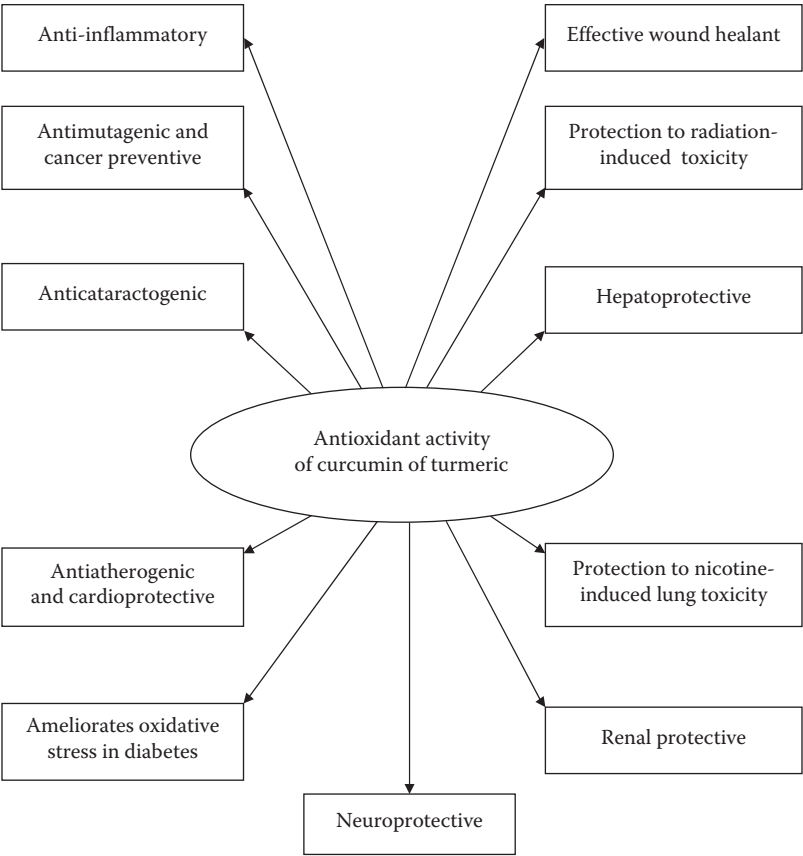 Anti-inflammatory
Effective wound healant
Antimutagenic and
cancer preventive
Protection to radiation-
induced toxicity
Anticataractogenic
Hepatoprotective
Antioxidant activity
of curcumin of turmeric
Antiatherogenic
and cardioprotective
Protection to nicotine-
induced lung toxicity
Ameliorates oxidative
stress in diabetes
Renal protective
Neuroprotective